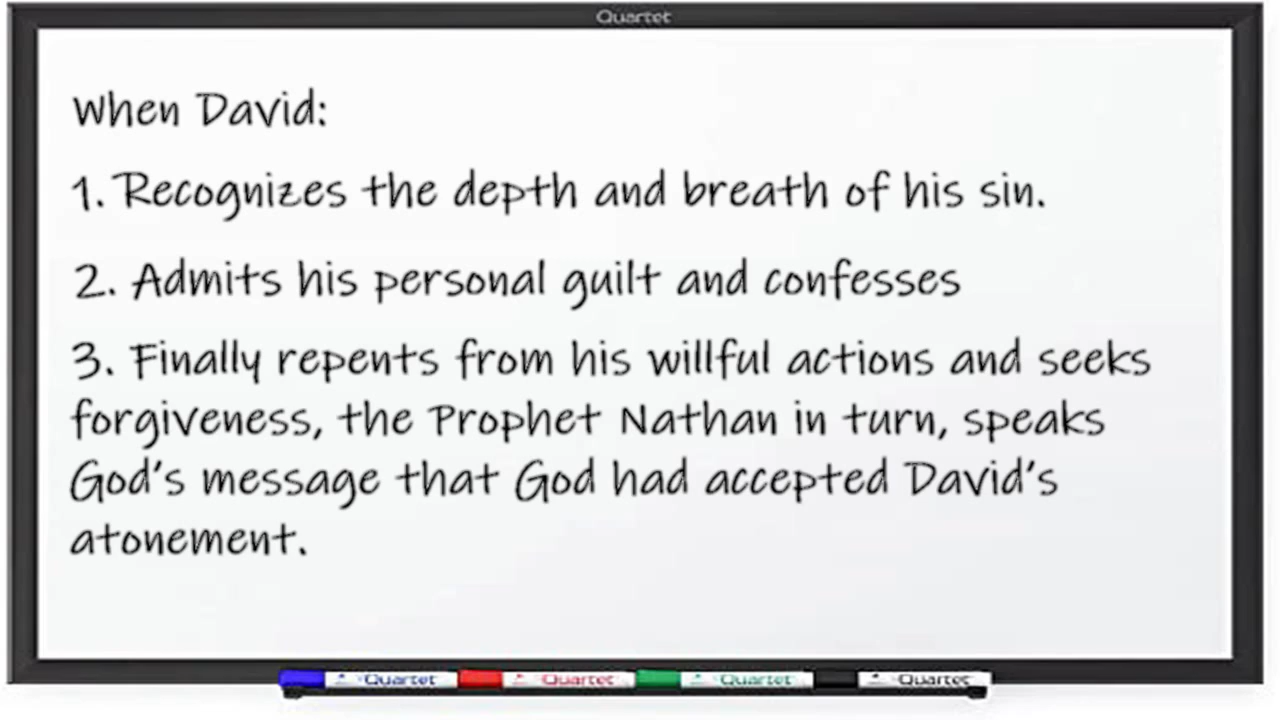 Quartet
When David:
1. Recognizes the depth and breath of his sin.
2. Admits his personal guilt and confesses
3. Finally repents from his willful actions and seeks
forgiveness, the Prophet Nathan in turn, speaks
God's message that God had accepted David's
atonement.
Quartet Quartet Quartet Quartet